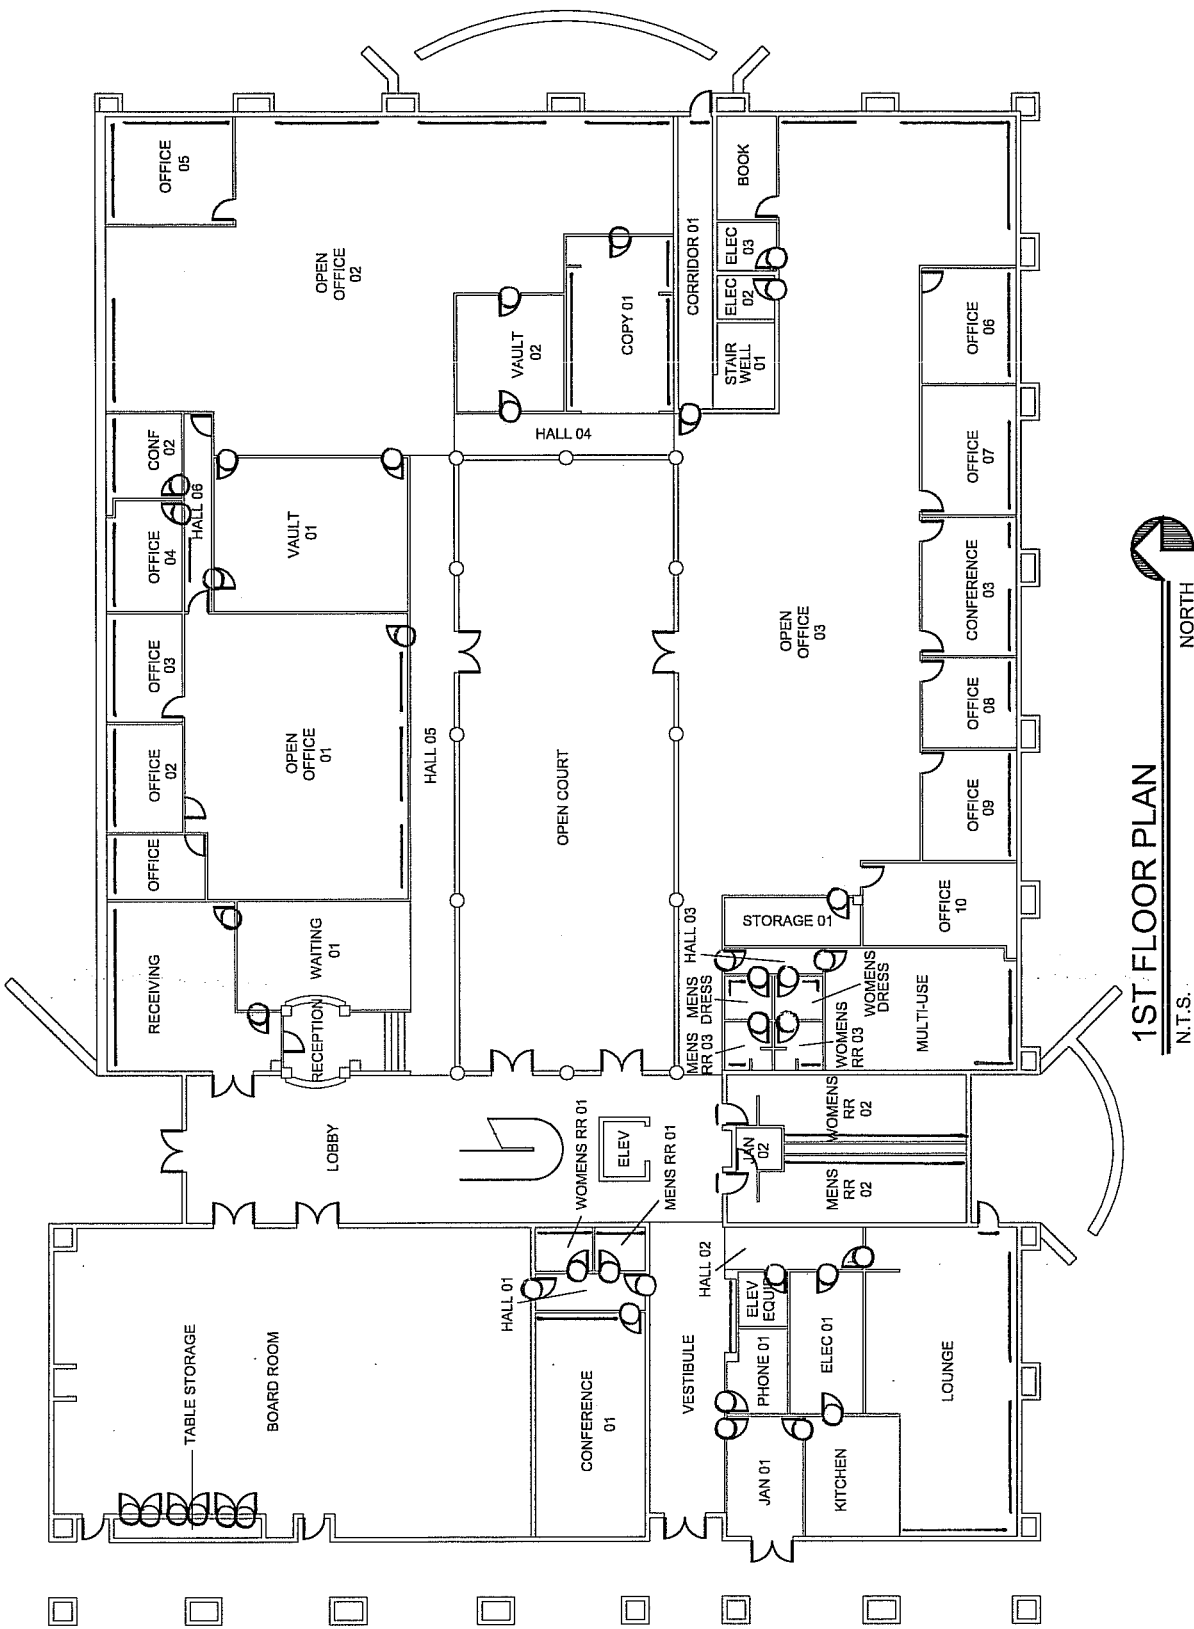 OFFICE
OFFICE
02
OFFICE
03
OFFICE
04
CONF
02
OFFICE
05
TABLE STORAGE
RECEIVING
HALL 06
BOARD ROOM
LOBBY
RECEPTION
WAITING
01
OPEN
OFFICE
01
VAULT
01
OPEN
OFFICE
02
HALL 05
HALL 01
CONFERENCE
01
WOMENS RR 01
ELEV
MENS RR 01
OPEN COURT
HALL 04
VAULT
02
COPY 01
VESTIBULE
HALL 02
MENS
RR 03
MENS
DRESS
HALL 03
CORRIDOR 01
JAN 01
PHONE 01
ELEV
EQUIP
JAN
02
STORAGE 01
STAIR
WELL
01
ELEC
02
ELEC
03
BOOK
KITCHEN
ELEC 01
MENS
RR
02
WOMENS
RR
02
WOMENS
RR 03
WOMENS
DRESS
OPEN
OFFICE
03
LOUNGE
MULTI-USE
OFFICE
10
OFFICE
09
OFFICE
08
CONFERENCE
03
OFFICE
07
OFFICE
06
1ST FLOOR PLAN
N.T.S.
NORTH